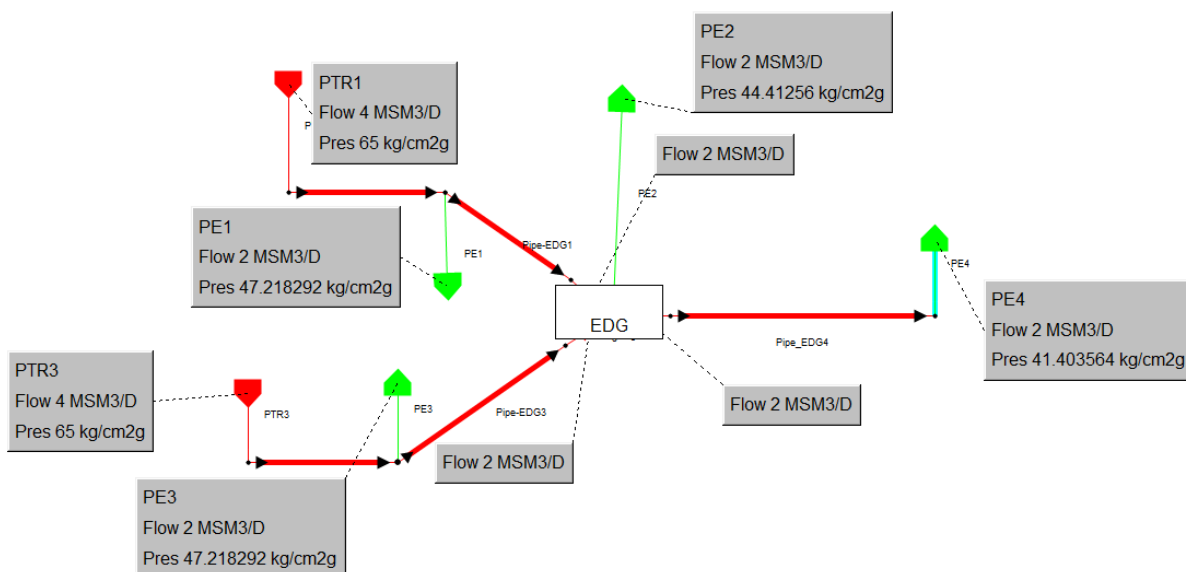 PTR1
Flow 4 MSM3/D
Pres 65 kg/cm2g
P
PE2
Flow 2 MSM3/D
Pres 44.41256 kg/cm2g
Flow 2 MSM3/D
PE2
PE1
Flow 2 MSM3/D
Pres 47.218292 kg/cm2g
PE1
Pipe-EDG1
EDG
PE4
Pipe_EDG4
PE4
Flow 2 MSM3/D
Pres 41.403564 kg/cm2g
PTR3
Flow 4 MSM3/D
Pres 65 kg/cm2g
PTR3
PE3
Pipe-EDG3
Flow 2 MSM3/D
Flow 2 MSM3/D
PE3
Flow 2 MSM3/D
Pres 47.218292 kg/cm2g